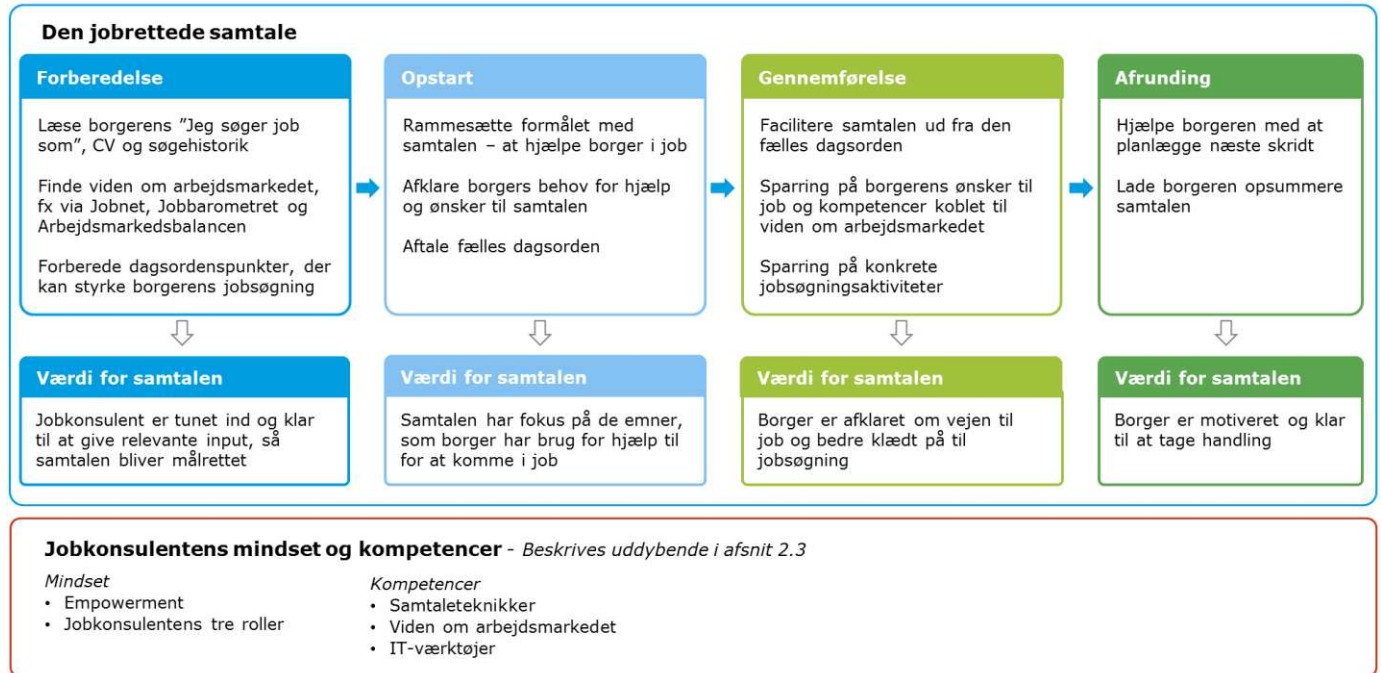 Den jobrettede samtale
Forberedelse
Læse borgerens ”Jeg søger job
som”, CV og søgehistorik
Finde viden om arbejdsmarkedet,
fx via Jobnet, Jobbarometret og
Arbejdsmarkedsbalancen
Forberede dagsordenspunkter, der
kan styrke borgerens jobsøgning
Opstart
Rammesætte formålet med
samtalen – at hjælpe borger i job
Afklare borgers behov for hjælp
og ønsker til samtalen
Aftale fælles dagsorden
Gennemførelse
Facilitere samtalen ud fra den
fælles dagsorden
Sparring på borgerens ønsker til
job og kompetencer koblet til
viden om arbejdsmarkedet
Sparring på konkrete
jobsøgningsaktiviteter
Afrunding
Hjælpe borgeren med at
planlægge næste skridt
Lade borgeren opsummere
samtalen
Værdi for samtalen
Jobkonsulent er tunet ind og klar
til at give relevante input, så
samtalen bliver målrettet
Værdi for samtalen
Samtalen har fokus på de emner,
som borger har brug for hjælp til
for at komme i job
Værdi for samtalen
Borger er afklaret om vejen til
job og bedre klædt på til
jobsøgning
Værdi for samtalen
Borger er motiveret og klar
til at tage handling
Jobkonsulentens mindset og kompetencer - Beskrives uddybende i afsnit 2.3
Mindset
• Empowerment
• Jobkonsulentens tre roller
Kompetencer
• Samtaleteknikker
• Viden om arbejdsmarkedet
• IT-værktøjer